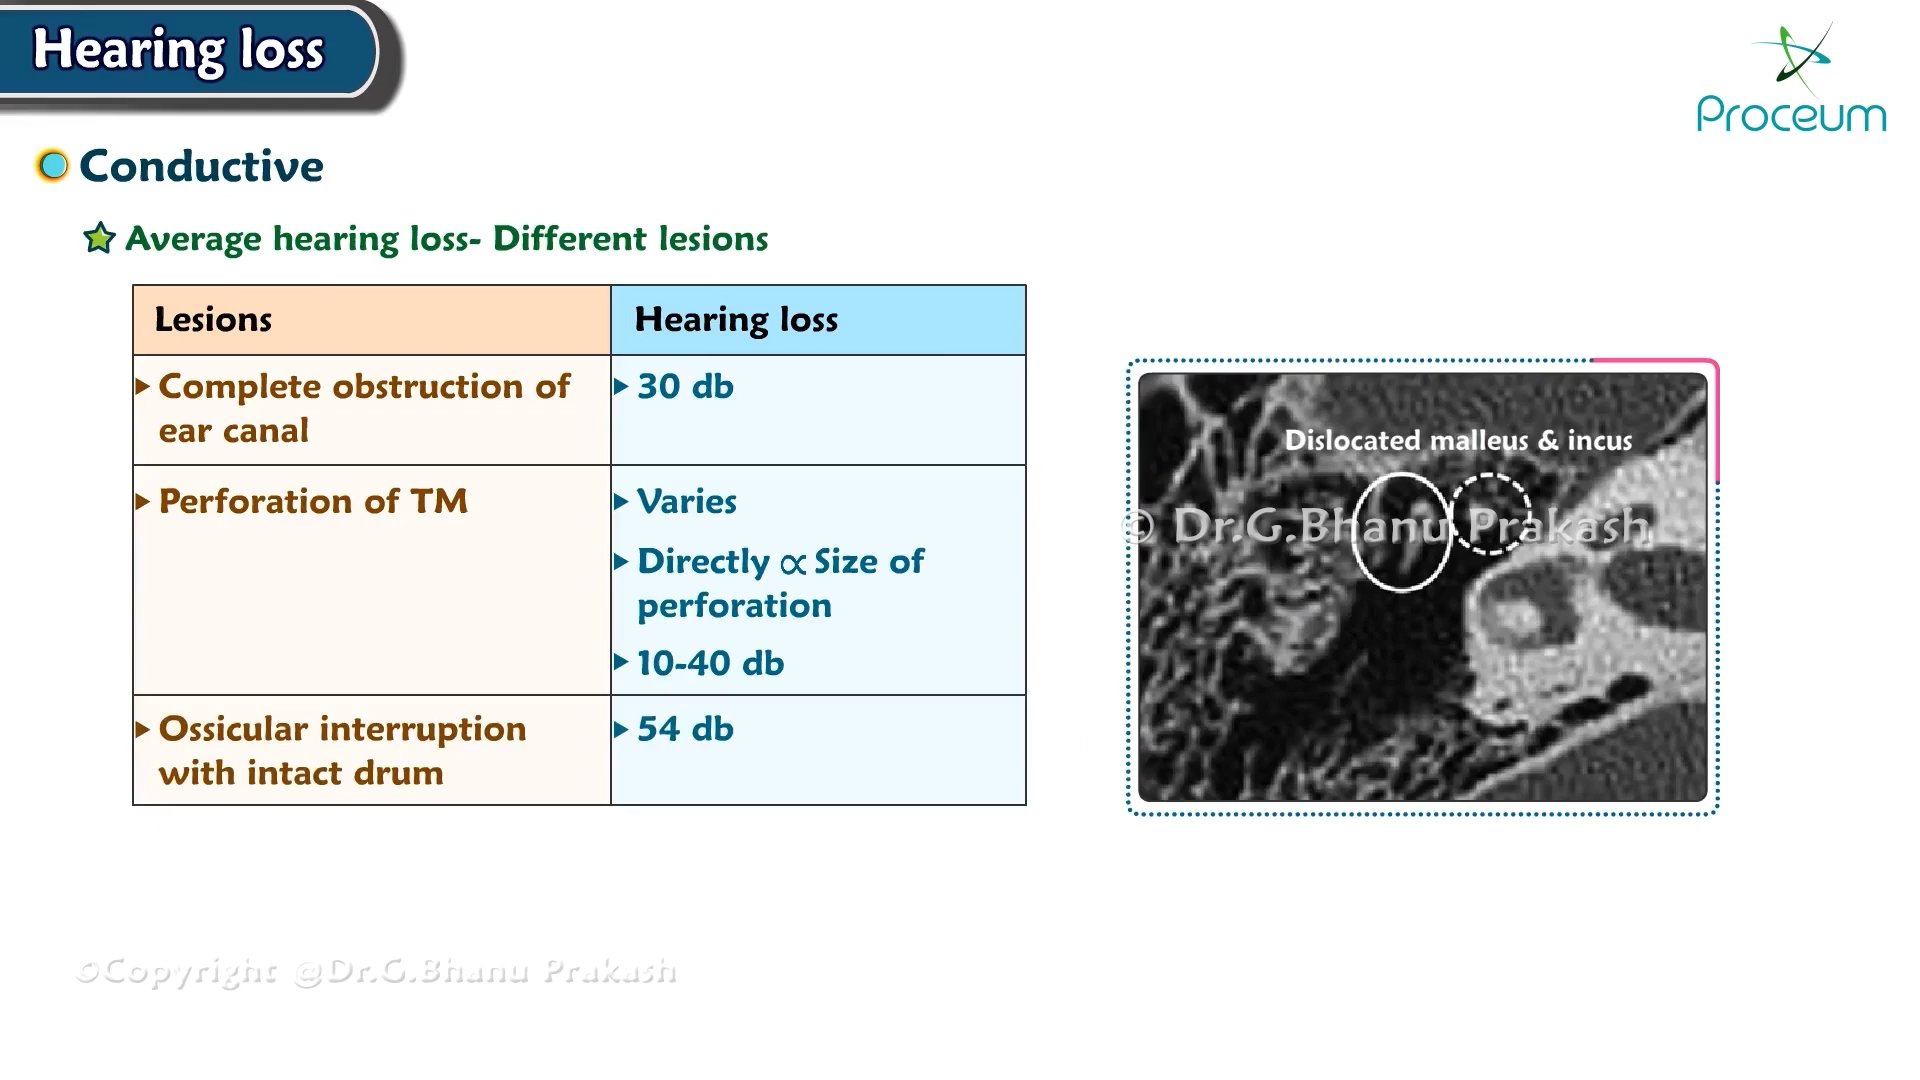 Hearing loss
Proceum
Conductive
Average hearing loss- Different lesions
Lesions
Hearing loss
Complete obstruction of
ear canal
30 db
Perforation of TM
Varies
Directly ∝ Size of
perforation
10-40 db
Ossicular interruption
with intact drum
54 db
Dislocated malleus & incus
© Dr.G.Bhanu Prakash
©Copyright @Dr.G.Bhanu Prakash